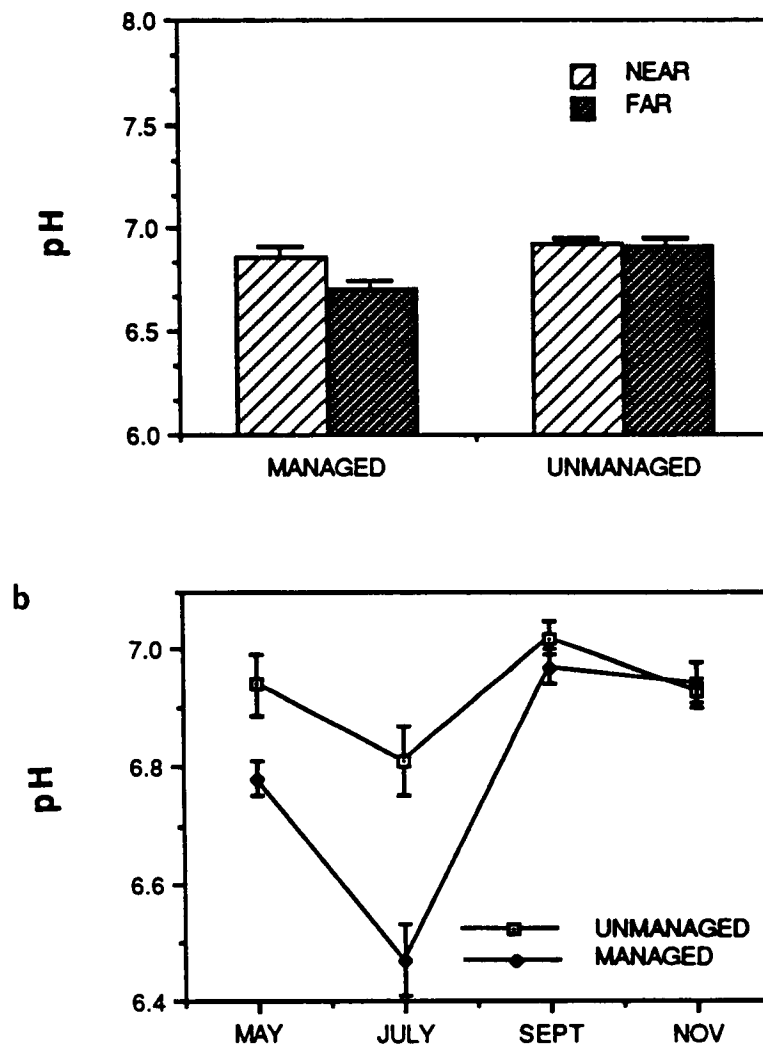 8.0
NEAR
FAR
7.5
7.0
6.5
6.0
pH
MANAGED UNMANAGED
b
7.0
6.8
6.6
6.4
pH
UNMANAGED
MANAGED
MAY JULY SEPT NOV